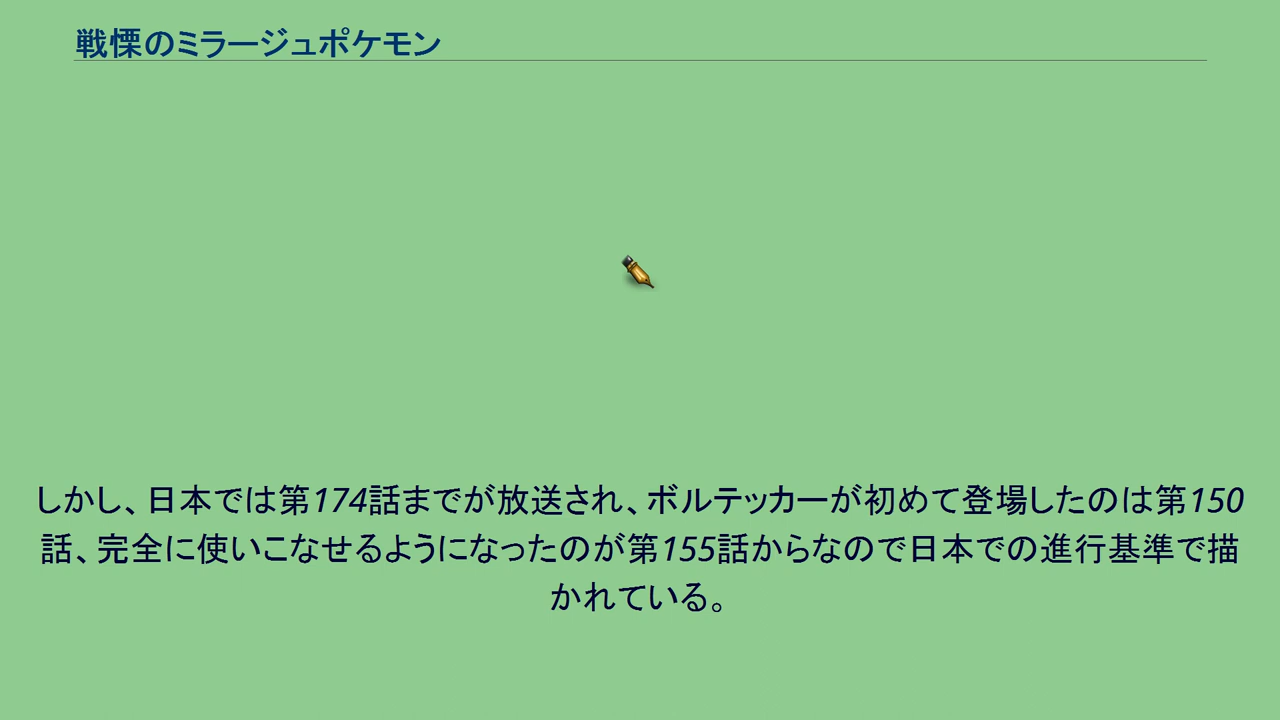 戦慄のミラージュポケモン
しかし、日本では第174話までが放送され、ボルテッカーが初めて登場したのは第150
話、完全に使いこなせるようになったのが第155話からなので日本での進行基準で描
かれている。